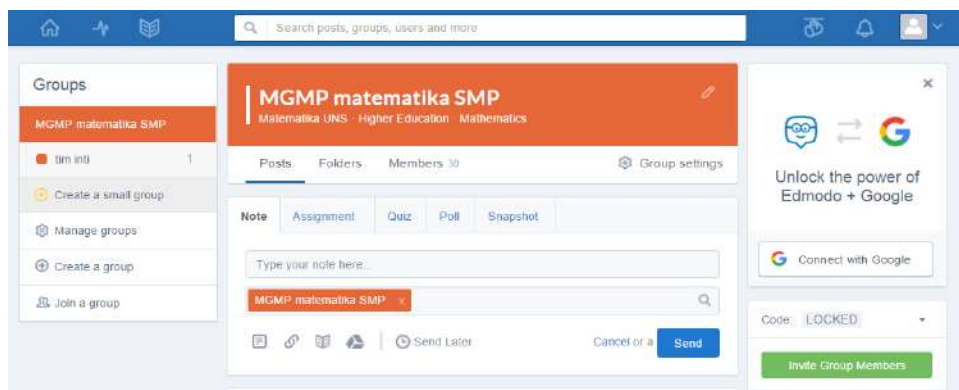 Search posts, groups, users and more
Groups
MGMP matematika SMP
tim inti 1
Create a small group
Manage groups
Create a group
Join a group
MGMP matematika SMP
Matematika UNS · Higher Education · Mathematics
Posts Folders Members 30 Group settings
Note Assignment Quiz Poll Snapshot
Type your note here...
MGMP matematika SMP x
Send Later Cancel or a Send
Unlock the power of
Edmodo + Google
G Connect with Google
Code: LOCKED
Invite Group Members